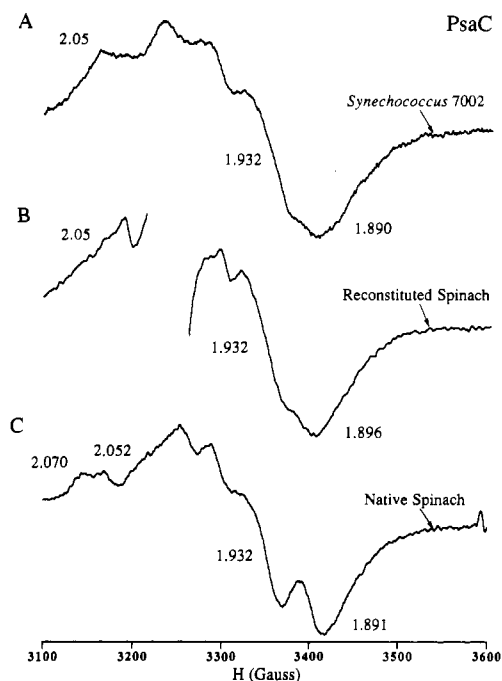 A
PsaC
2.05
Synechococcus 7002
1.932
1.890
B
2.05
Reconstituted Spinach
1.932
1.896
C
2.070
2.052
Native Spinach
1.932
1.891
3100 3200 3300 3400 3500 3600
H (Gauss)